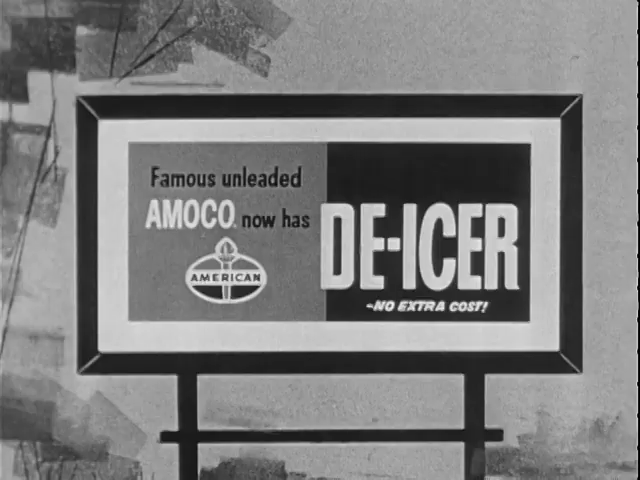 Famous unleaded
AMOCO® now has
DE-ICER
AMERICAN
-NO EXTRA COST!